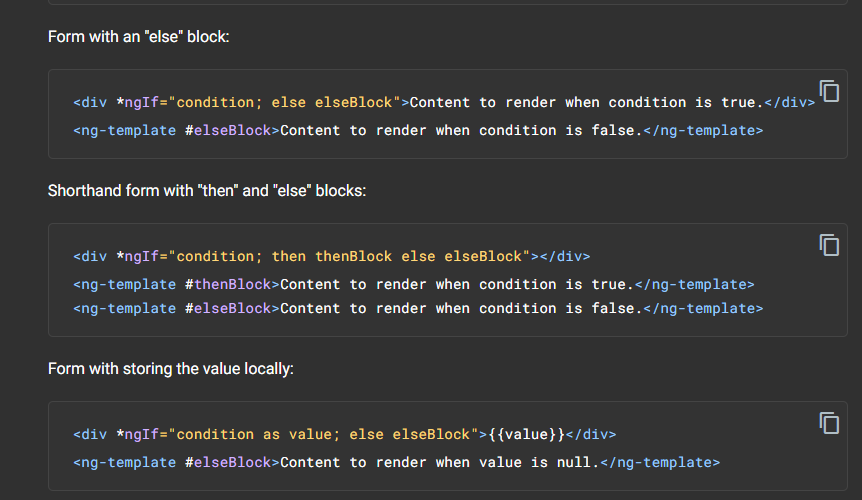 Form with an "else" block:
<div *ngIf="condition; else elseBlock">Content to render when condition is true.</div>
<ng-template #elseBlock>Content to render when condition is false.</ng-template>
Shorthand form with "then" and "else" blocks:
<div *ngIf="condition; then thenBlock else elseBlock"></div>
<ng-template #thenBlock>Content to render when condition is true.</ng-template>
<ng-template #elseBlock>Content to render when condition is false.</ng-template>
Form with storing the value locally:
<div *ngIf="condition as value; else elseBlock">{{value}}</div>
<ng-template #elseBlock>Content to render when value is null.</ng-template>